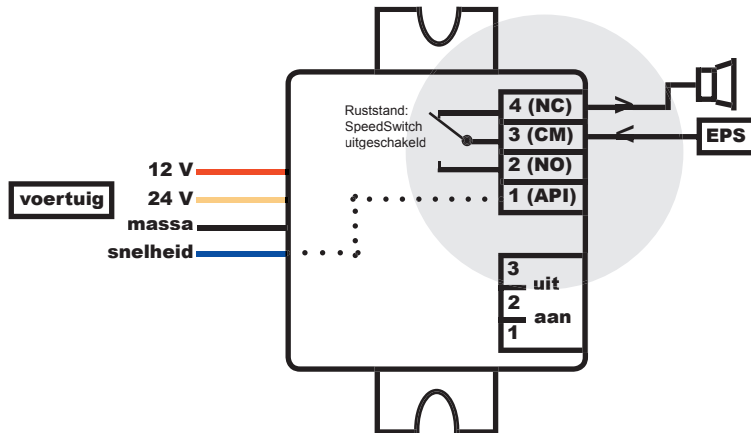 Ruststand:
SpeedSwitch
uitgeschakeld
4 (NC)
3 (CM)
2 (NO)
1 (API)
EPS
voertuig
12 V
24 V
massa
snelheid
3
uit
2
aan
1